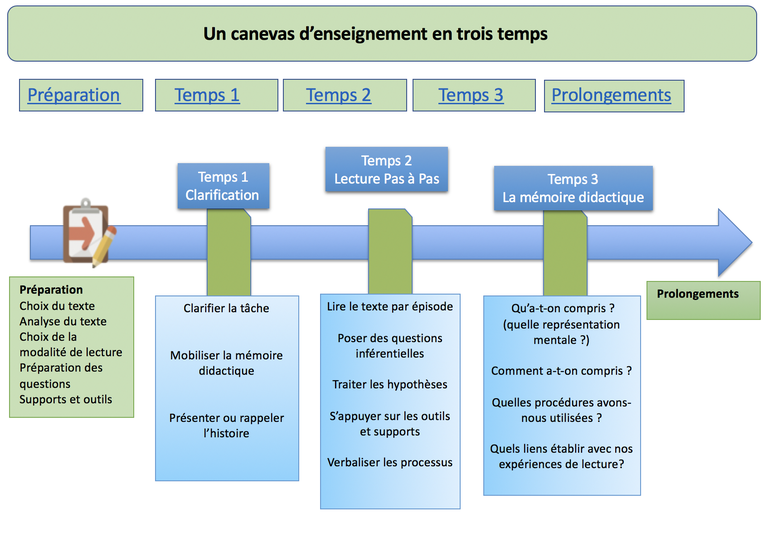 Un canevas d’enseignement en trois temps
Préparation
Temps 1
Temps 2
Temps 3
Prolongements
Temps 1
Clarification
Temps 2
Lecture Pas à Pas
Temps 3
La mémoire didactique
Préparation
Choix du texte
Analyse du texte
Choix de la
modalité de lecture
Préparation des
questions
Supports et outils
Clarifier la tâche
Mobiliser la mémoire
didactique
Présenter ou rappeler
l’histoire
Lire le texte par épisode
Poser des questions
inférentielles
Traiter les hypothèses
S’appuyer sur les outils
et supports
Verbaliser les processus
Qu’a-t-on compris ?
(quelle représentation
mentale ?)
Comment a-t-on compris ?
Quelles procédures avons-
nous utilisées ?
Quels liens établir avec nos
expériences de lecture?
Prolongements